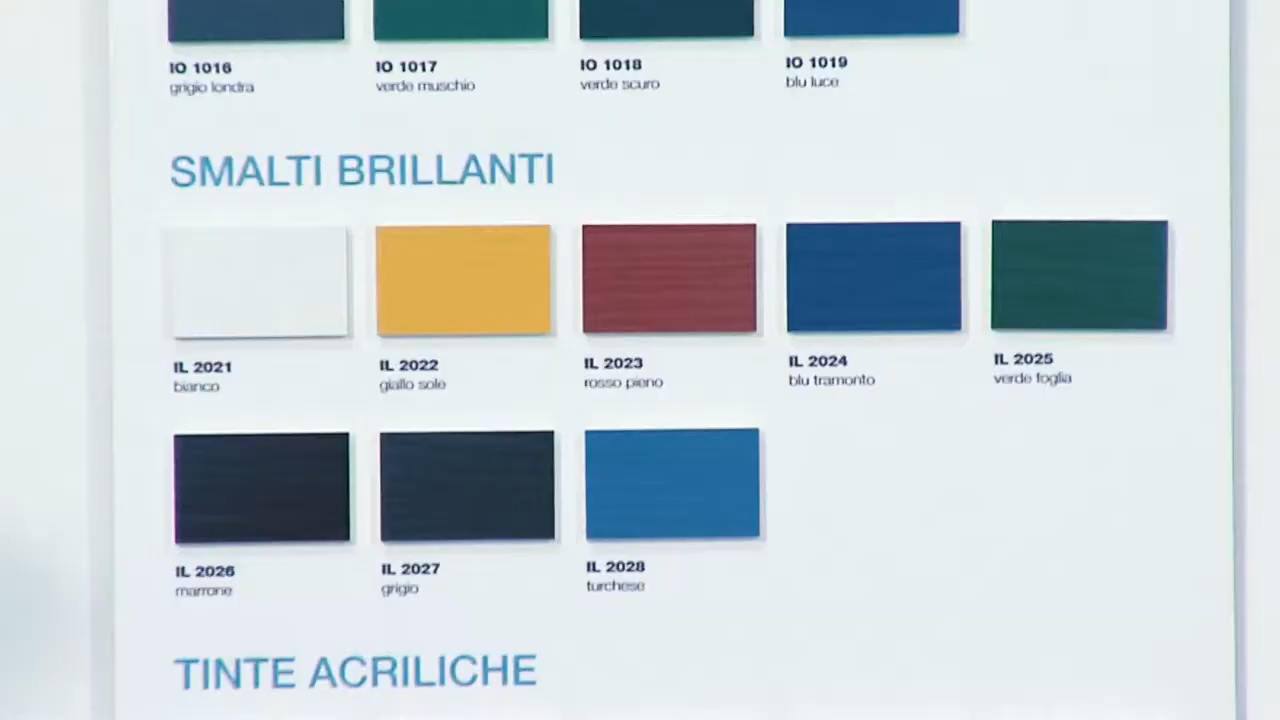 IO 1016
grigio londra
IO 1017
verde muschio
IO 1018
verde scuro
IO 1019
blu luce
SMALTI BRILLANTI
IL 2021
bianco
IL 2022
giallo sole
IL 2023
rosso pieno
IL 2024
blu tramonto
IL 2025
verde foglia
IL 2026
marrone
IL 2027
grigio
IL 2028
turchese
TINTE ACRILICHE